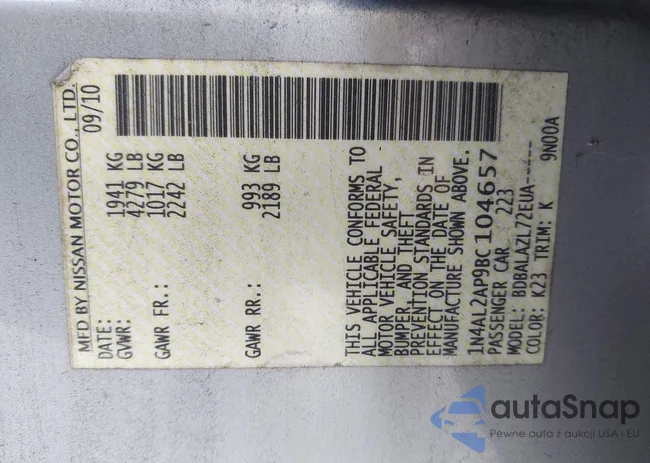 MFD BY NISSAN MOTOR CO., LTD.
DATE: 09/10
GVWR: 1941 KG
4279 LB
GAWR FR.: 1017 KG
2242 LB
GAWR RR.: 993 KG
2189 LB
THIS VEHICLE CONFORMS TO
ALL APPLICABLE FEDERAL
MOTOR VEHICLE SAFETY,
BUMPER, AND THEFT
PREVENTION STANDARDS IN
EFFECT ON THE DATE OF
MANUFACTURE SHOWN ABOVE.
1N4AL2AP9BC104657
PASSENGER CAR 223
MODEL: BDBALAZL72EUA-----
COLOR: K23 TRIM: K 9N00A
autaSnap
Pewne auta z aukcji USA - EU